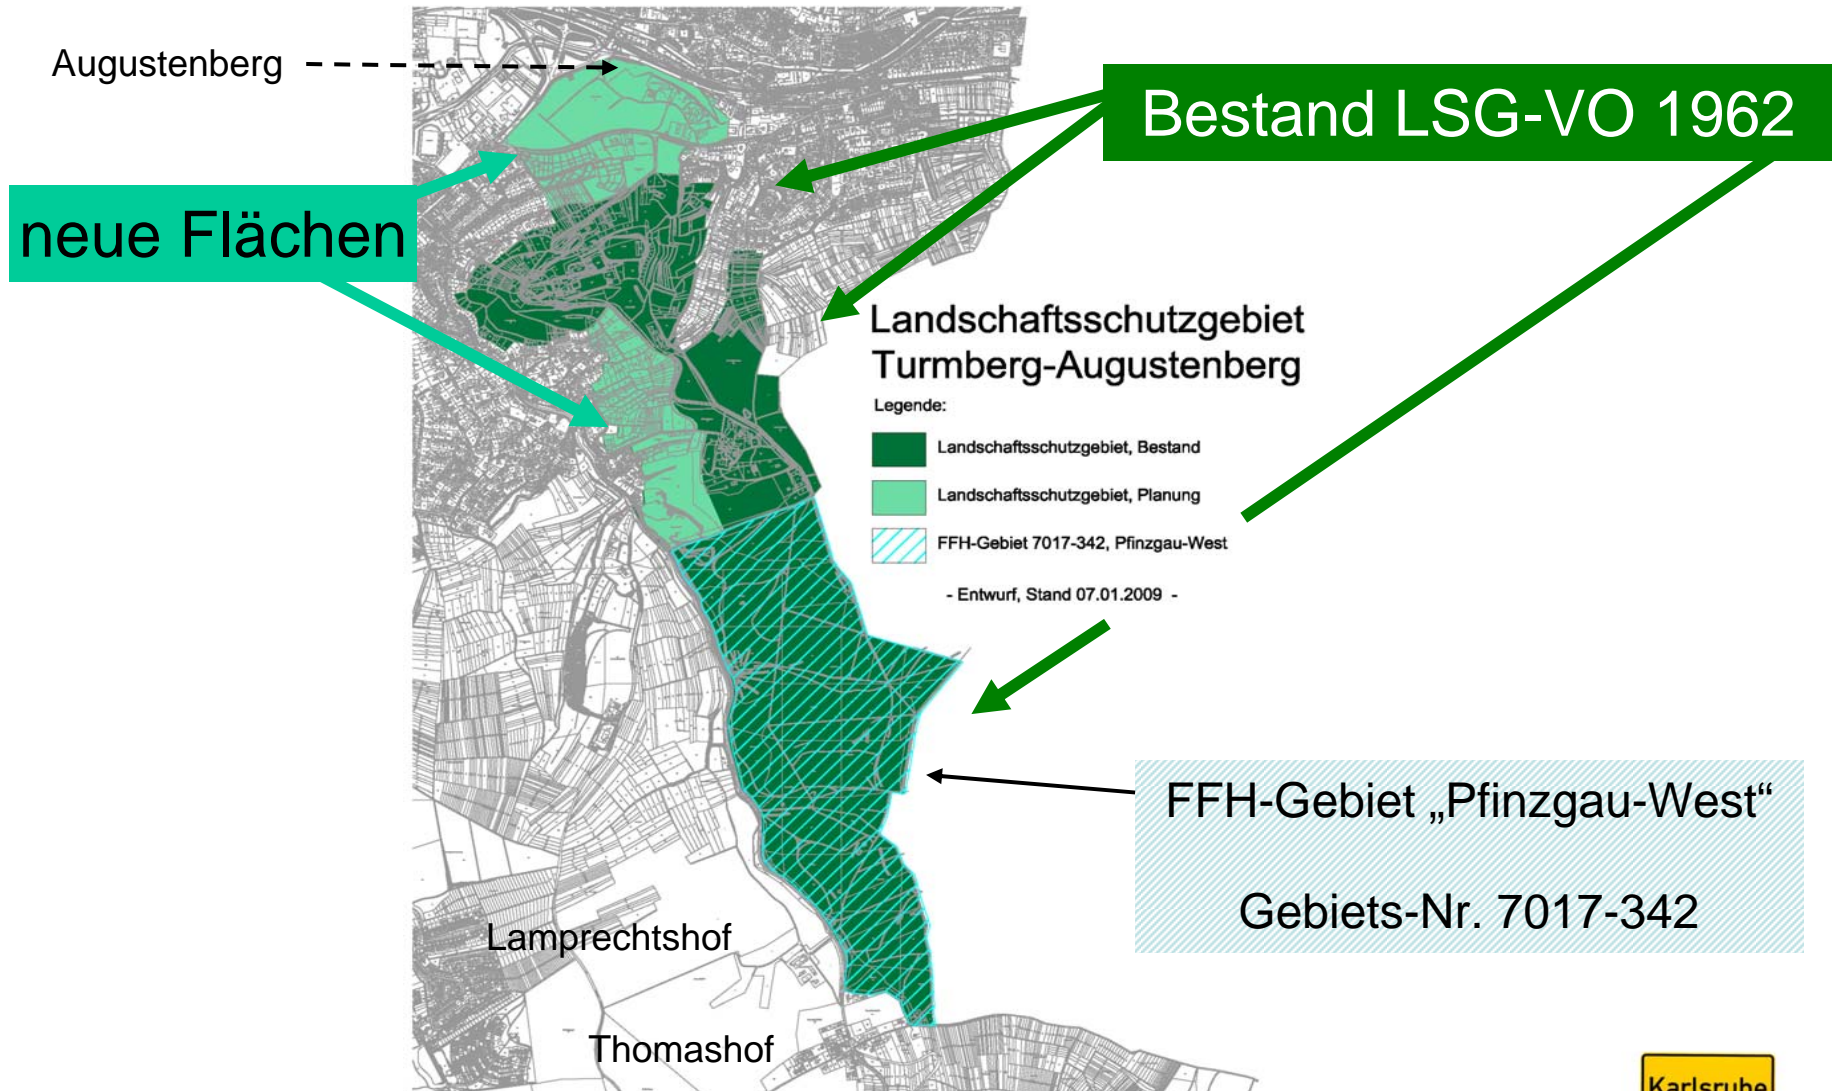 Augustenberg
Bestand LSG-VO 1962
neue Flächen
Landschaftsschutzgebiet
Turmberg-Augustenberg
Legende:
Landschaftsschutzgebiet, Bestand
Landschaftsschutzgebiet, Planung
FFH-Gebiet 7017-342, Pfinzgau-West
- Entwurf, Stand 07.01.2009 -
FFH-Gebiet „Pfinzgau-West“
Gebiets-Nr. 7017-342
Lamprechtshof
Thomashof
Karlsruhe